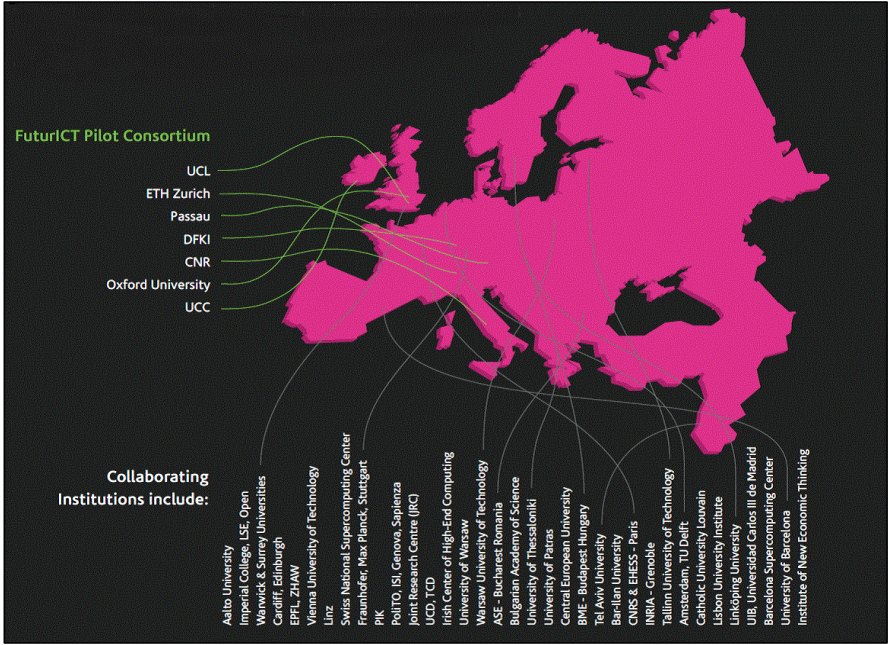 FuturICT Pilot Consortium
UCL
ETH Zurich
Passau
DFKI
CNR
Oxford University
UCC
Collaborating
Institutions include:
Aalto University
Imperial College, LSE, Open
Warwick & Surrey Universities
Cardiff, Edinburgh
EPFL, ZHAW
Vienna University of Technology
Linz
Swiss National Supercomputing Center
Fraunhofer, Max Planck, Stuttgart
PIK
PoliTO, ISI, Genova, Sapienza
Joint Research Centre (JRC)
UCD, TCD
Irish Center of High-End Computing
University of Warsaw
Warsaw University of Technology
ASE - Bucharest Romania
Bulgarian Academy of Science
University of Thessaloniki
University of Patras
Central European University
BME - Budapest Hungary
Tel Aviv University
Bar-Ilan University
CNRS & EHESS - Paris
INRIA - Grenoble
Tallinn University of Technology
Amsterdam, TU Delft
Catholic University Louvain
Lisbon University Institute
Linköping University
UIB, Universidad Carlos III de Madrid
Barcelona Supercomputing Center
University of Barcelona
Institute of New Economic Thinking